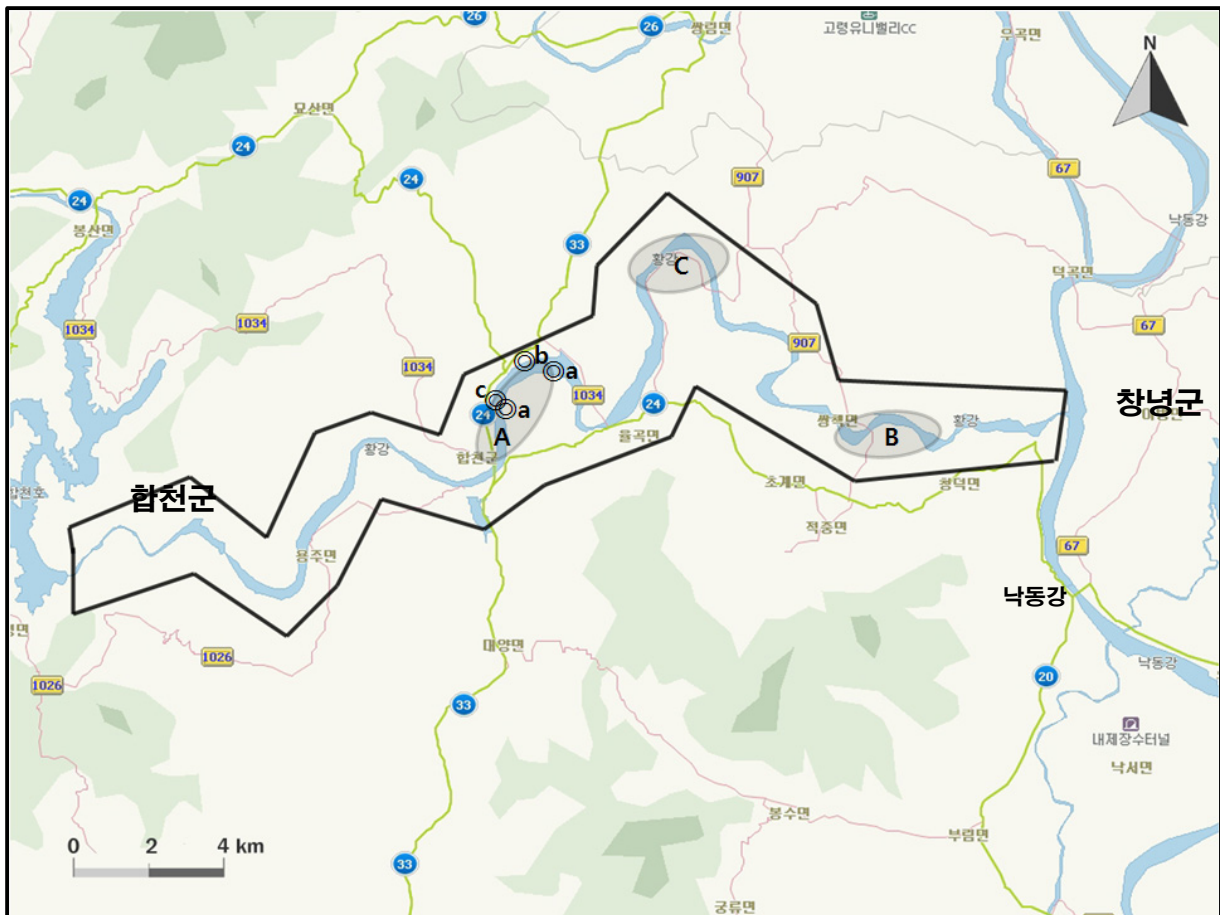 26
26
쌍림면
고령유니밸리CC
우곡면
N
묘산면
24
67
24
907
24
봉산면
33
낙동강
황강
C
덕곡면
1034
1034
67
907
b
a
1034
1034
c
a
24
24
창녕군
A
율곡면
쌍책면
황강
B
황강
합천군
합천군
초계면
청덕면
적중면
67
용주면
낙동강
대양면
1026
1026
낙동강
20
33
내제장수터널
낙서면
봉수면
부림면
0 2 4 km
33
궁류면